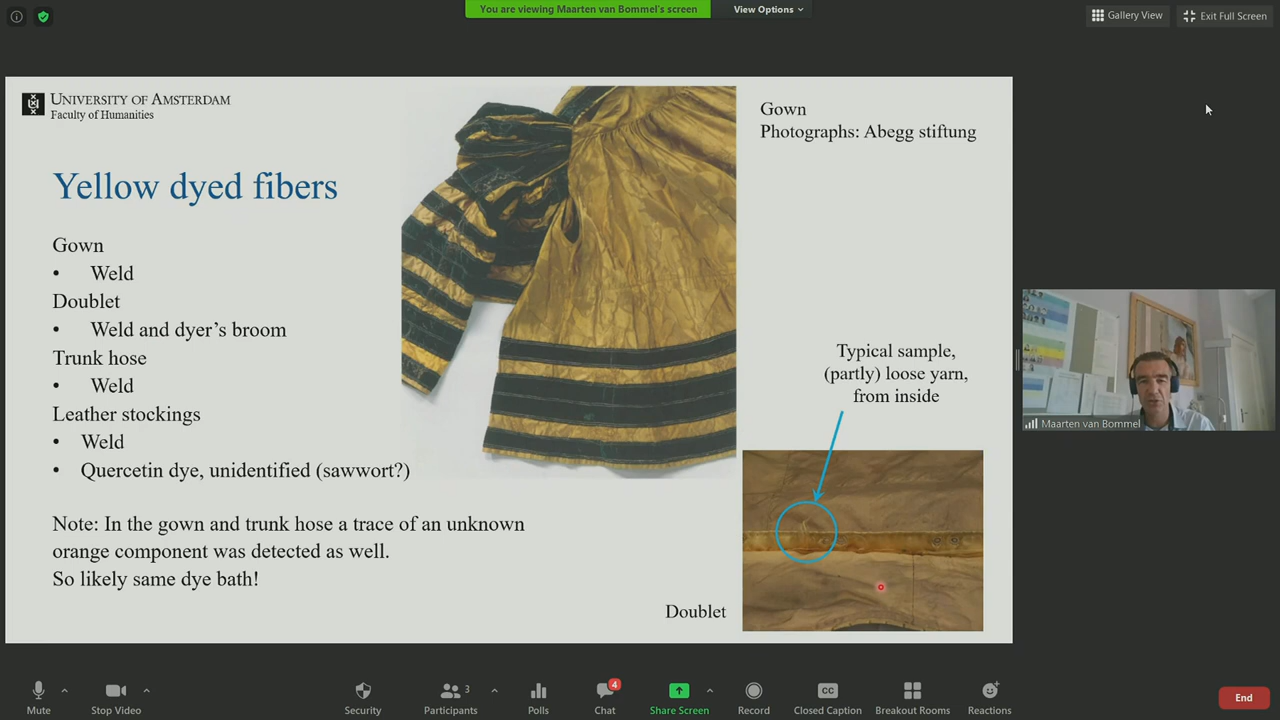 You are viewing Maarten van Bommel's screen
View Options
Gallery View
Exit Full Screen
UNIVERSITY OF AMSTERDAM
Faculty of Humanities
Gown
Photographs: Abegg stiftung
Yellow dyed fibers
Gown
• Weld
Doublet
• Weld and dyer's broom
Trunk hose
• Weld
Leather stockings
• Weld
• Quercetin dye, unidentified (sawwort?)
Note: In the gown and trunk hose a trace of an unknown
orange component was detected as well.
So likely same dye bath!
Typical sample,
(partly) loose yarn,
from inside
Doublet
Maarten van Bommel
Mute
Stop Video
Security
Participants
3
Polls
Chat
4
Share Screen
Record
CC
Closed Caption
Breakout Rooms
Reactions
End